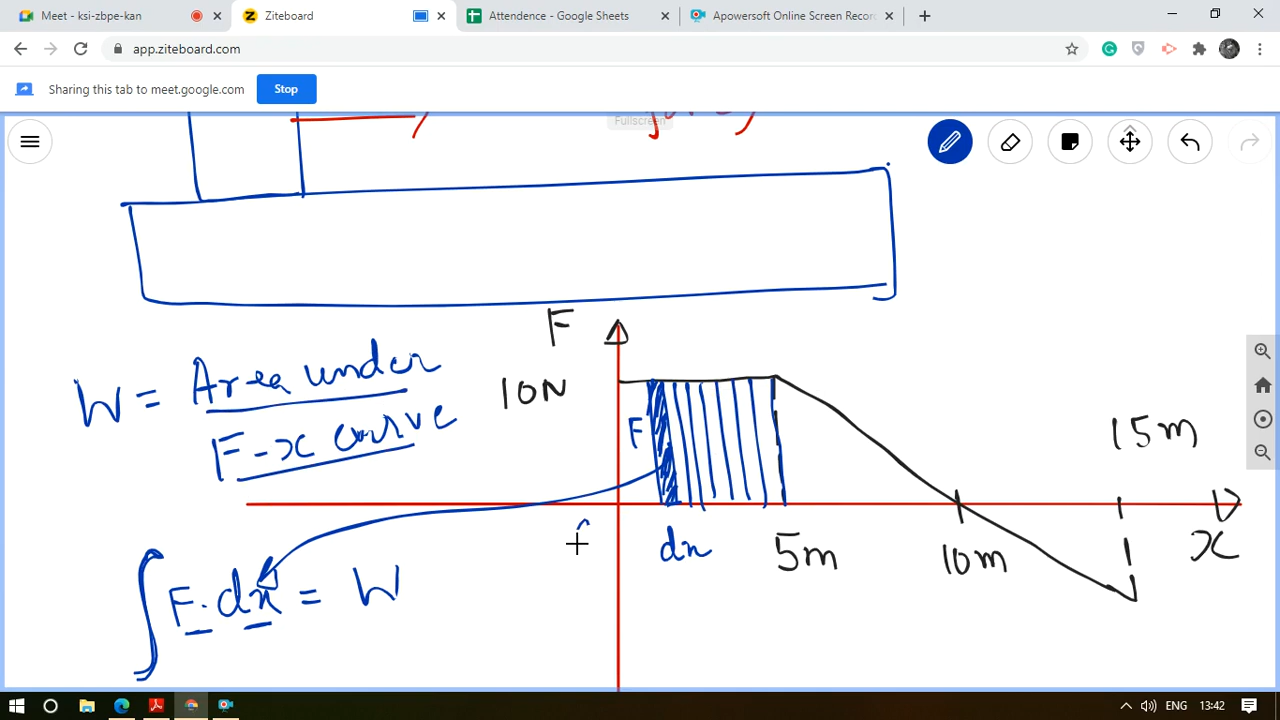 Meet - ksi-zbpe-kan
Ziteboard
Attendence - Google Sheets
Apowersoft Online Screen Recor
app.ziteboard.com
Sharing this tab to meet.google.com
Stop
Fullscreen
F
W = Area under
F-x curve
10N
F
15m
dx
5m
10m
x
∫ F. dx = W
ENG
13:42